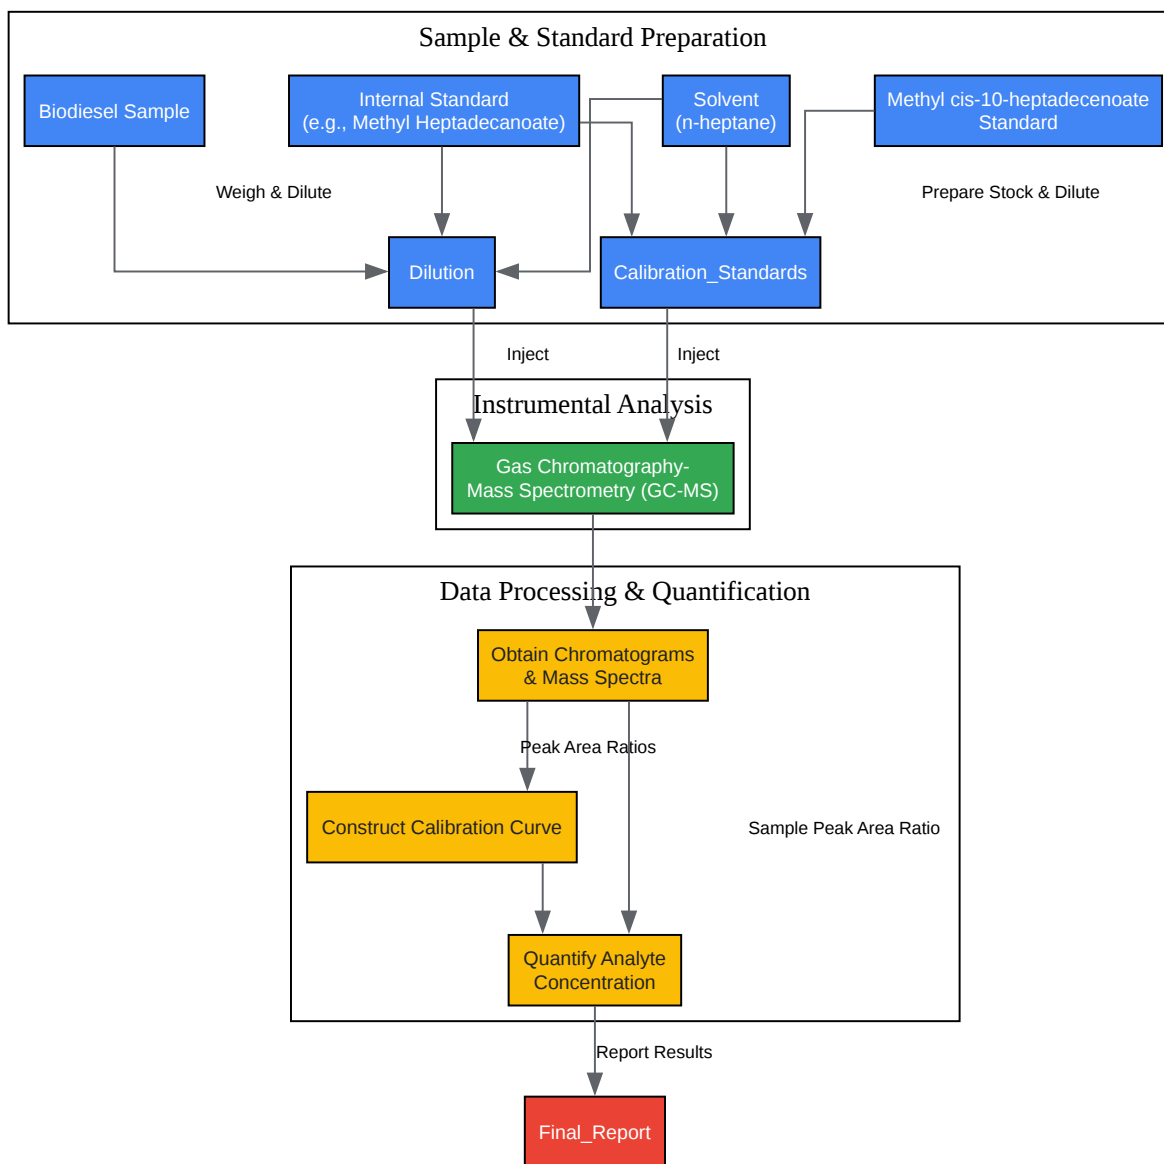 Sample & Standard Preparation
Biodiesel Sample
Internal Standard
(e.g., Methyl Heptadecanoate)
Solvent
(n-heptane)
Methyl cis-10-heptadecenoate
Standard
Weigh & Dilute
Prepare Stock & Dilute
Dilution
Calibration_Standards
Inject
Inject
Instrumental Analysis
Gas Chromatography-
Mass Spectrometry (GC-MS)
Data Processing & Quantification
Obtain Chromatograms
& Mass Spectra
Peak Area Ratios
Construct Calibration Curve
Sample Peak Area Ratio
Quantify Analyte
Concentration
Report Results
Final_Report